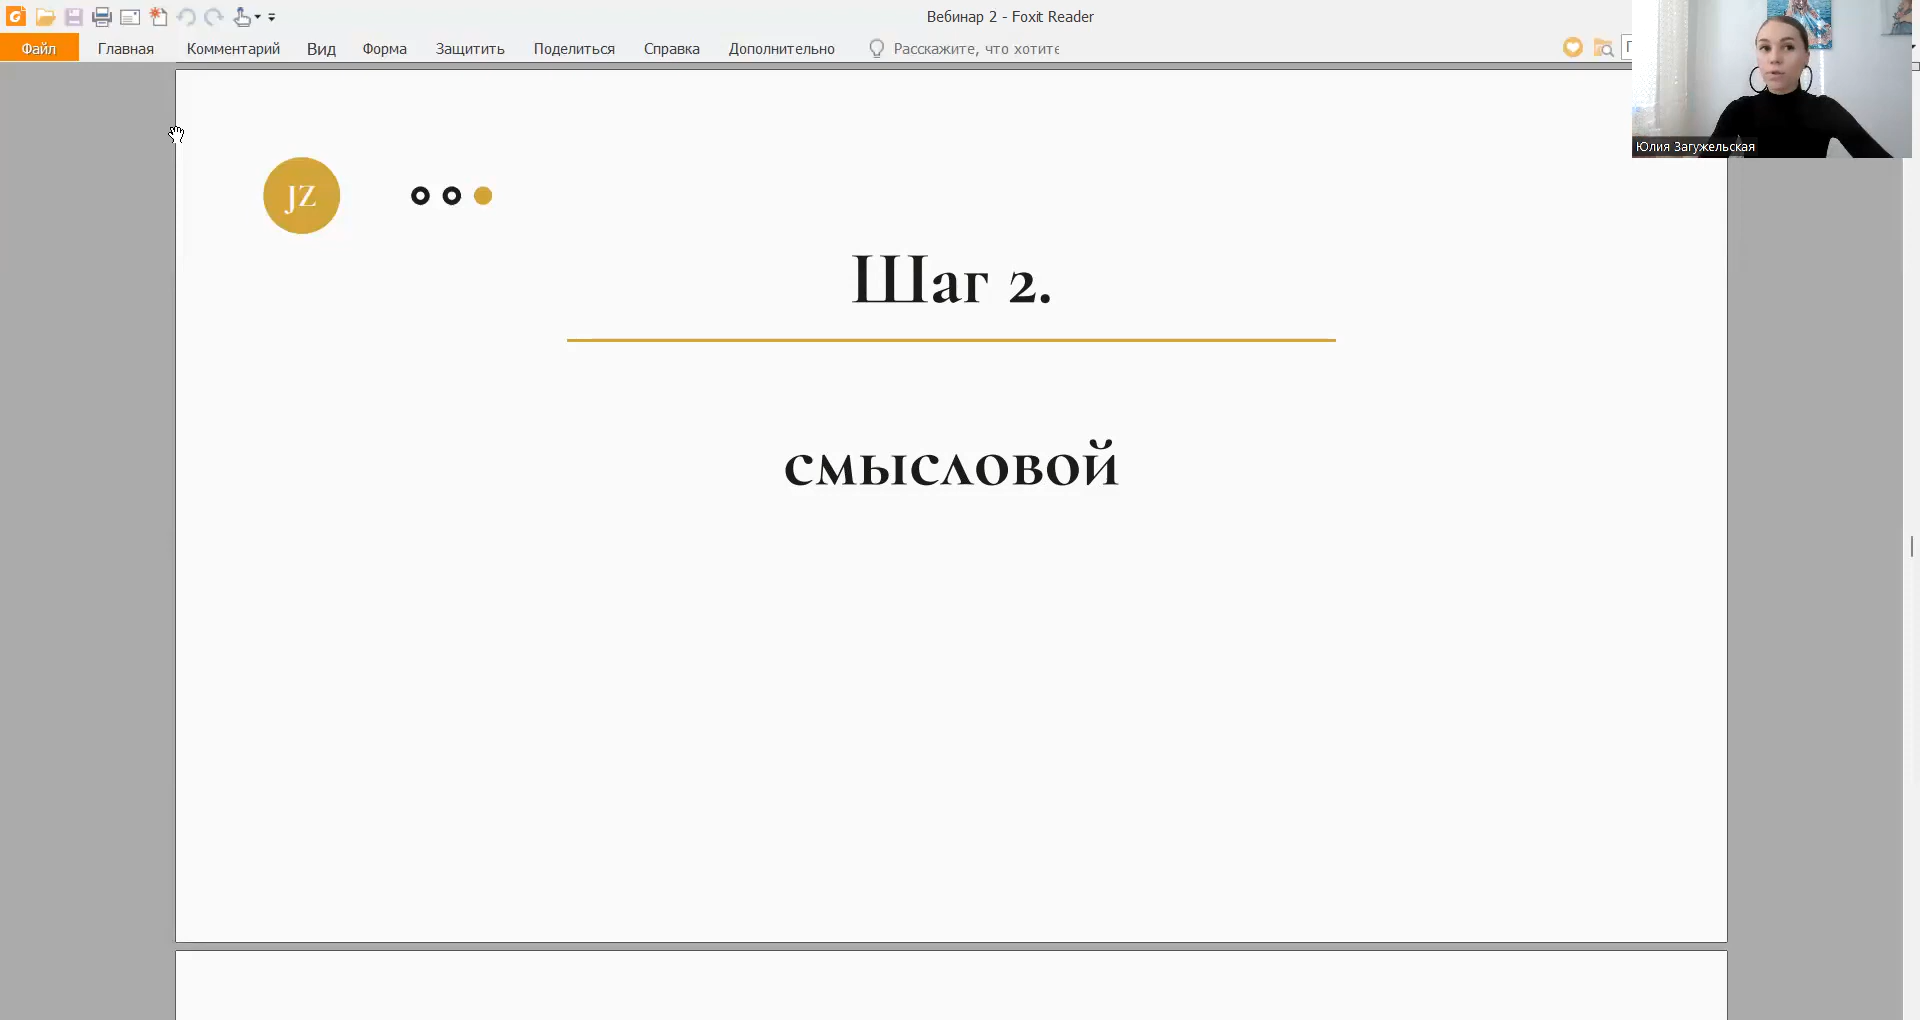 Вебинар 2 - Foxit Reader
Файл Главная Комментарий Вид Форма Защитить Поделиться Справка Дополнительно Расскажите, что хотите
Юлия Загужельская
JZ
Шаг 2.
смысловой